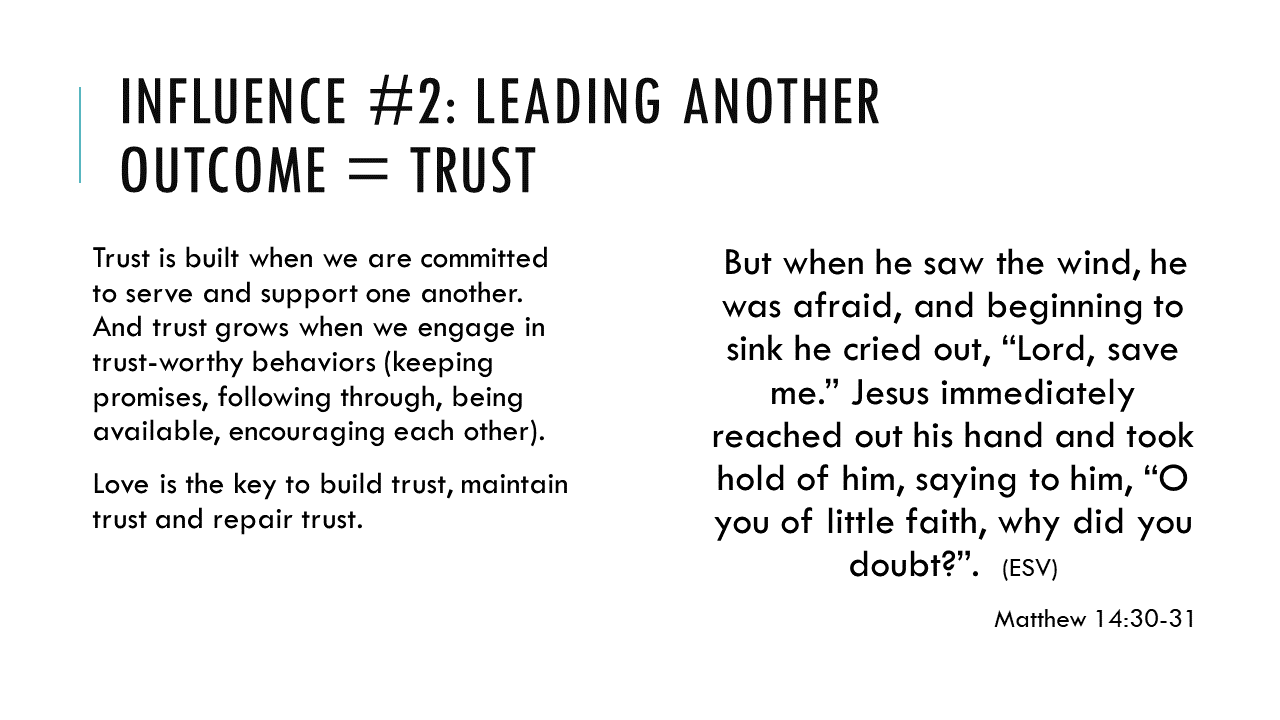 INFLUENCE #2: LEADING ANOTHER
OUTCOME = TRUST
Trust is built when we are committed
to serve and support one another.
And trust grows when we engage in
trust-worthy behaviors (keeping
promises, following through, being
available, encouraging each other).
Love is the key to build trust, maintain
trust and repair trust.
But when he saw the wind, he
was afraid, and beginning to
sink he cried out, “Lord, save
me.” Jesus immediately
reached out his hand and took
hold of him, saying to him, “O
you of little faith, why did you
doubt?”. (ESV)
Matthew 14:30-31